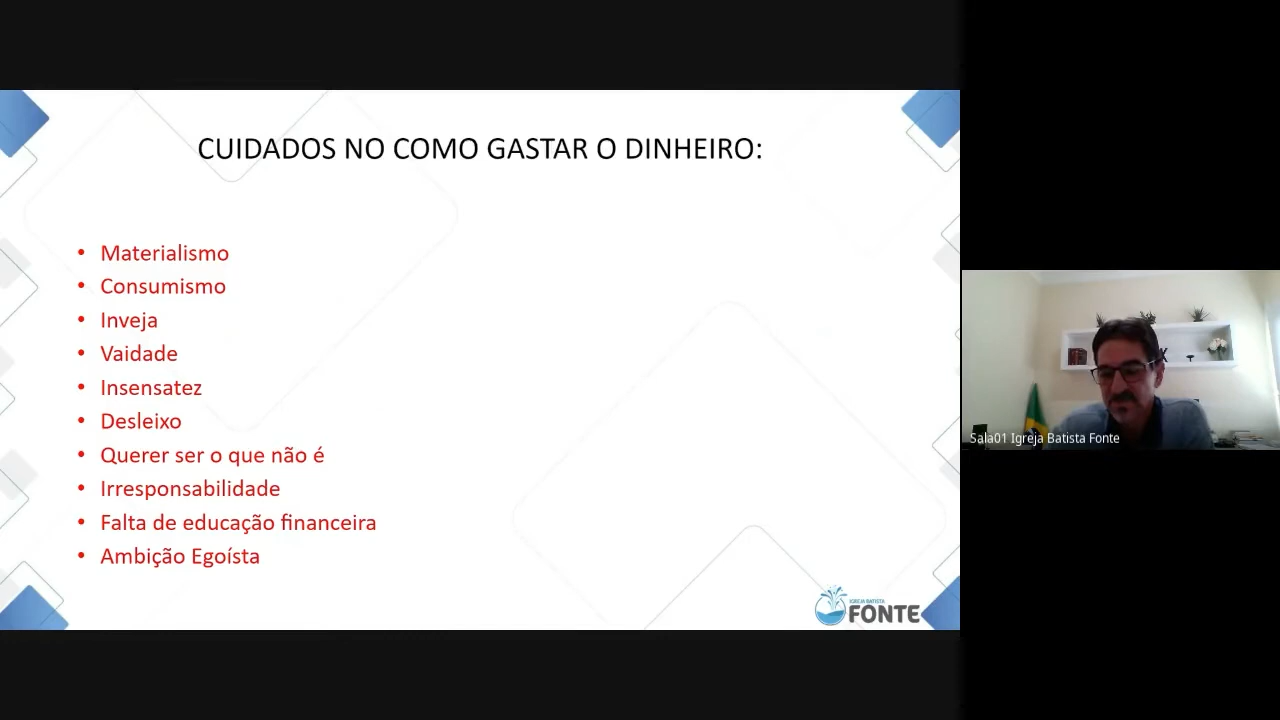 CUIDADOS NO COMO GASTAR O DINHEIRO:
• Materialismo
• Consumismo
• Inveja
• Vaidade
• Insensatez
• Desleixo
• Querer ser o que não é
• Irresponsabilidade
• Falta de educação financeira
• Ambição Egoísta
IGREJA BATISTA
FONTE
Sala01 Igreja Batista Fonte